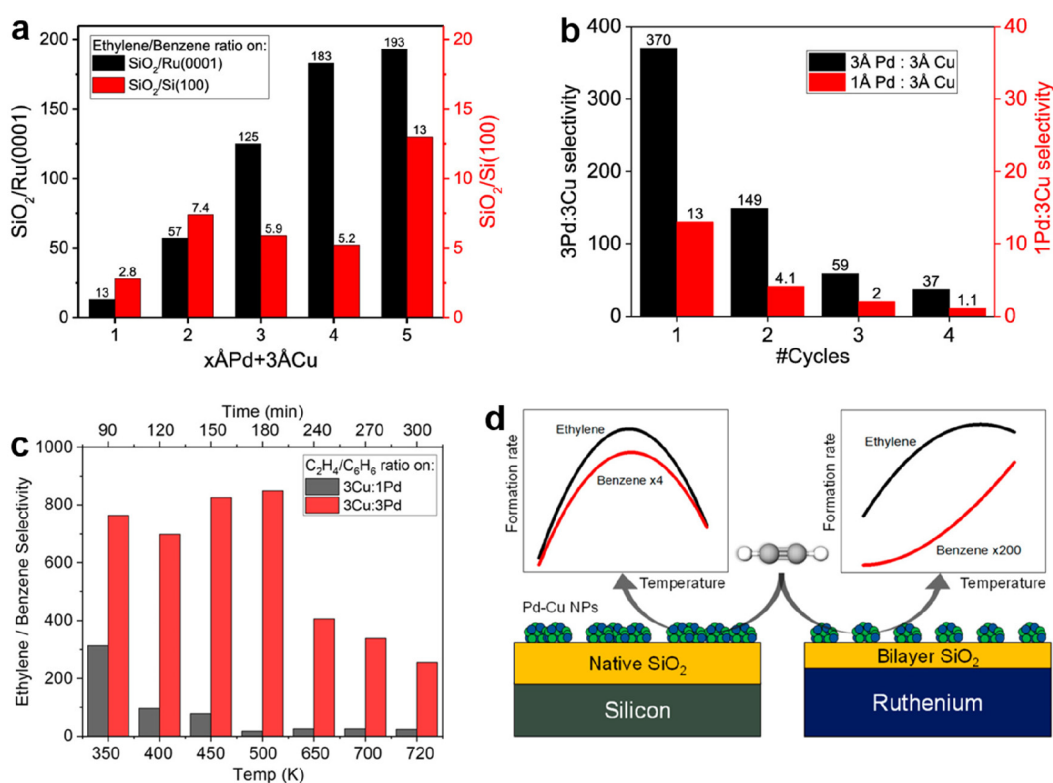 a
Ethylene/Benzene ratio on:
SiO₂/Ru(0001)
SiO₂/Si(100)
SiO₂/Ru(0001)
200
150
100
50
0
13
2.8
57
7.4
125
5.9
183
5.2
193
13
20
15
10
5
0
SiO₂/Si(100)
1 2 3 4 5
xÅPd+3ÅCu
b
3Å Pd : 3Å Cu
1Å Pd : 3Å Cu
3Pd:3Cu selectivity
400
300
200
100
0
370
13
149
4.1
59
2
37
1.1
40
30
20
10
0
1Pd:3Cu selectivity
1 2 3 4
#Cycles
c
Time (min)
90 120 150 180 240 270 300
C₂H₄/C₆H₆ ratio on:
3Cu:1Pd
3Cu:3Pd
Ethylene / Benzene Selectivity
1000
800
600
400
200
0
350 400 450 500 650 700 720
Temp (K)
d
Formation rate
Ethylene
Benzene x4
Temperature
Formation rate
Ethylene
Benzene x200
Temperature
Pd-Cu NPs
Native SiO₂
Silicon
Bilayer SiO₂
Ruthenium